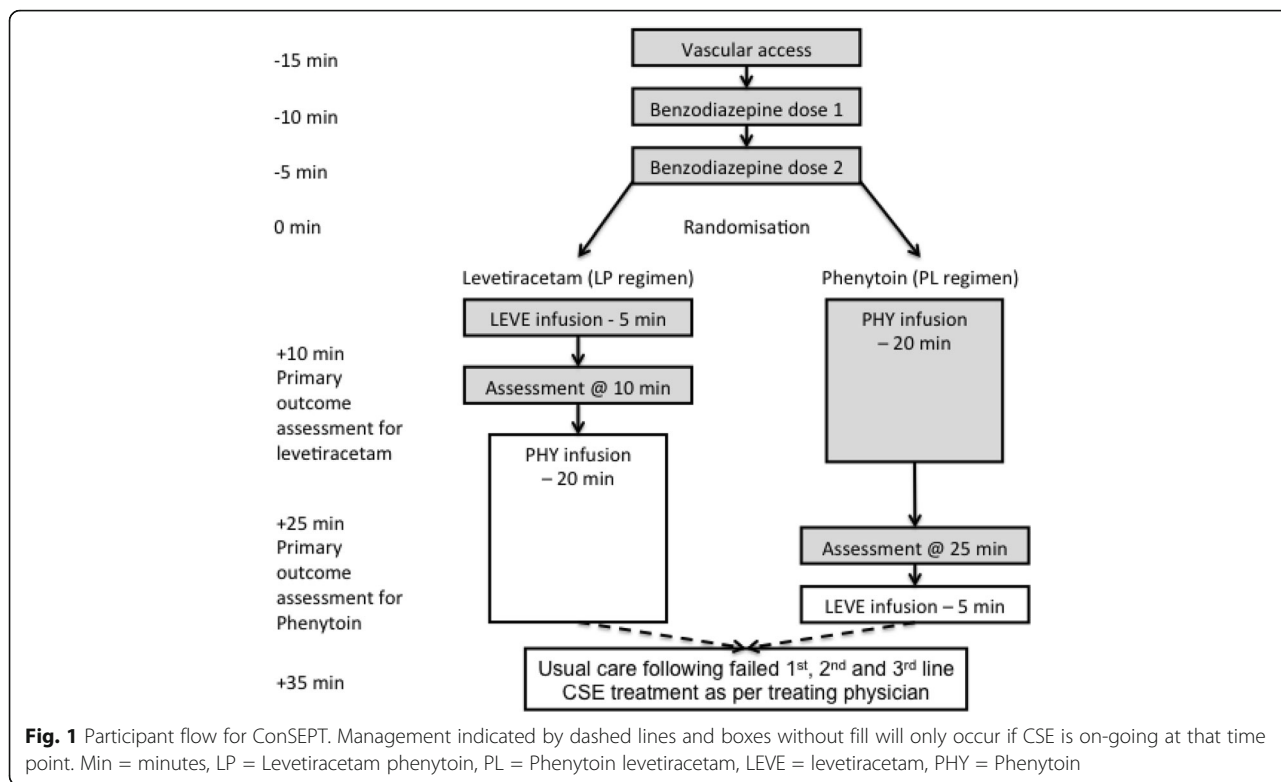 -15 min
Vascular access
-10 min
Benzodiazepine dose 1
-5 min
Benzodiazepine dose 2
0 min
Randomisation
Levetiracetam (LP regimen)
Phenytoin (PL regimen)
LEVE infusion - 5 min
PHY infusion
– 20 min
+10 min
Primary
outcome
assessment for
levetiracetam
Assessment @ 10 min
PHY infusion
– 20 min
+25 min
Primary
outcome
assessment for
Phenytoin
Assessment @ 25 min
LEVE infusion – 5 min
+35 min
Usual care following failed 1st, 2nd and 3rd line
CSE treatment as per treating physician
Fig. 1 Participant flow for ConSEPT. Management indicated by dashed lines and boxes without fill will only occur if CSE is on-going at that time
point. Min = minutes, LP = Levetiracetam phenytoin, PL = Phenytoin levetiracetam, LEVE = levetiracetam, PHY = Phenytoin